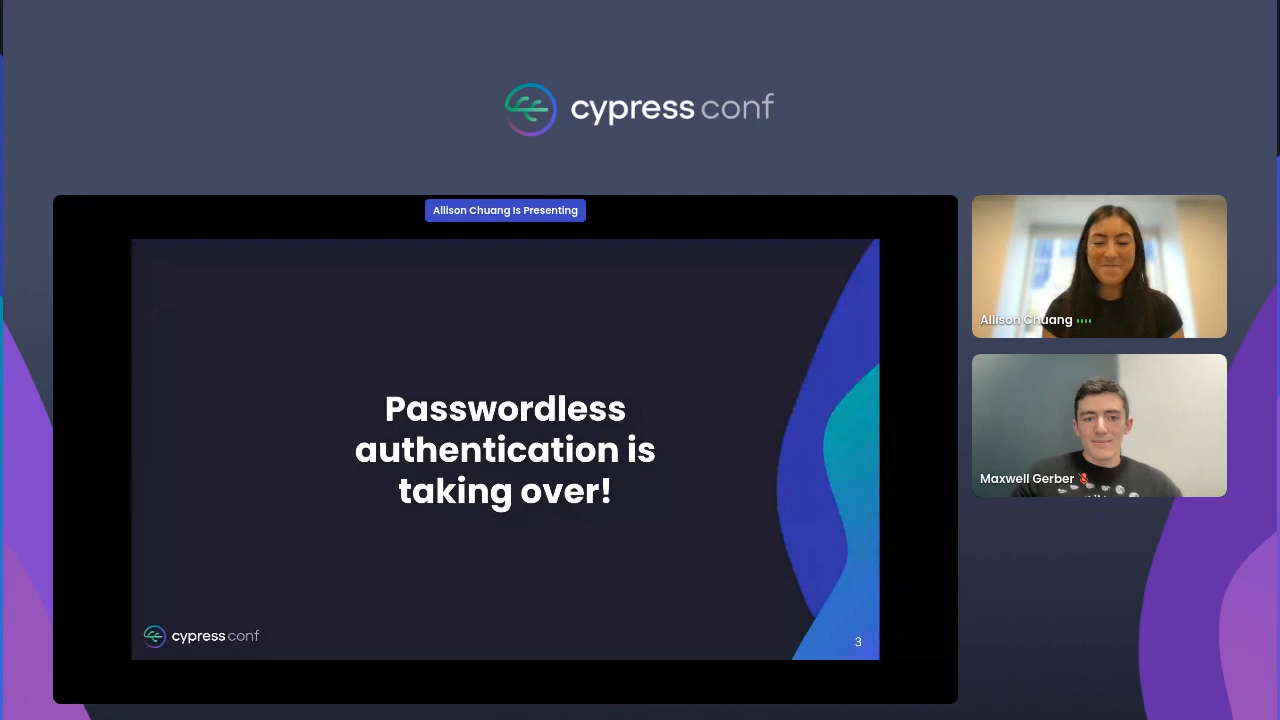 cypress conf
Allison Chuang Is Presenting
Passwordless
authentication is
taking over!
cypress conf
3
Allison Chuang
Maxwell Gerber